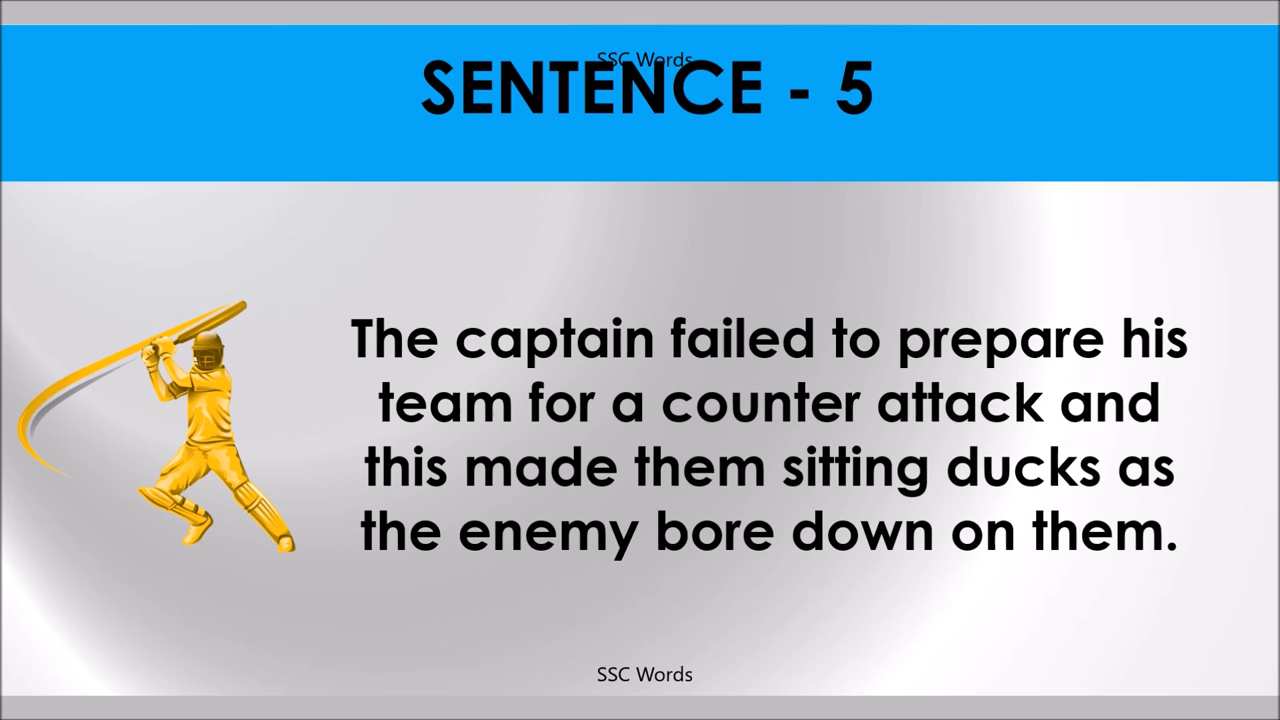 SSC Words
SENTENCE - 5
The captain failed to prepare his
team for a counter attack and
this made them sitting ducks as
the enemy bore down on them.
SSC Words